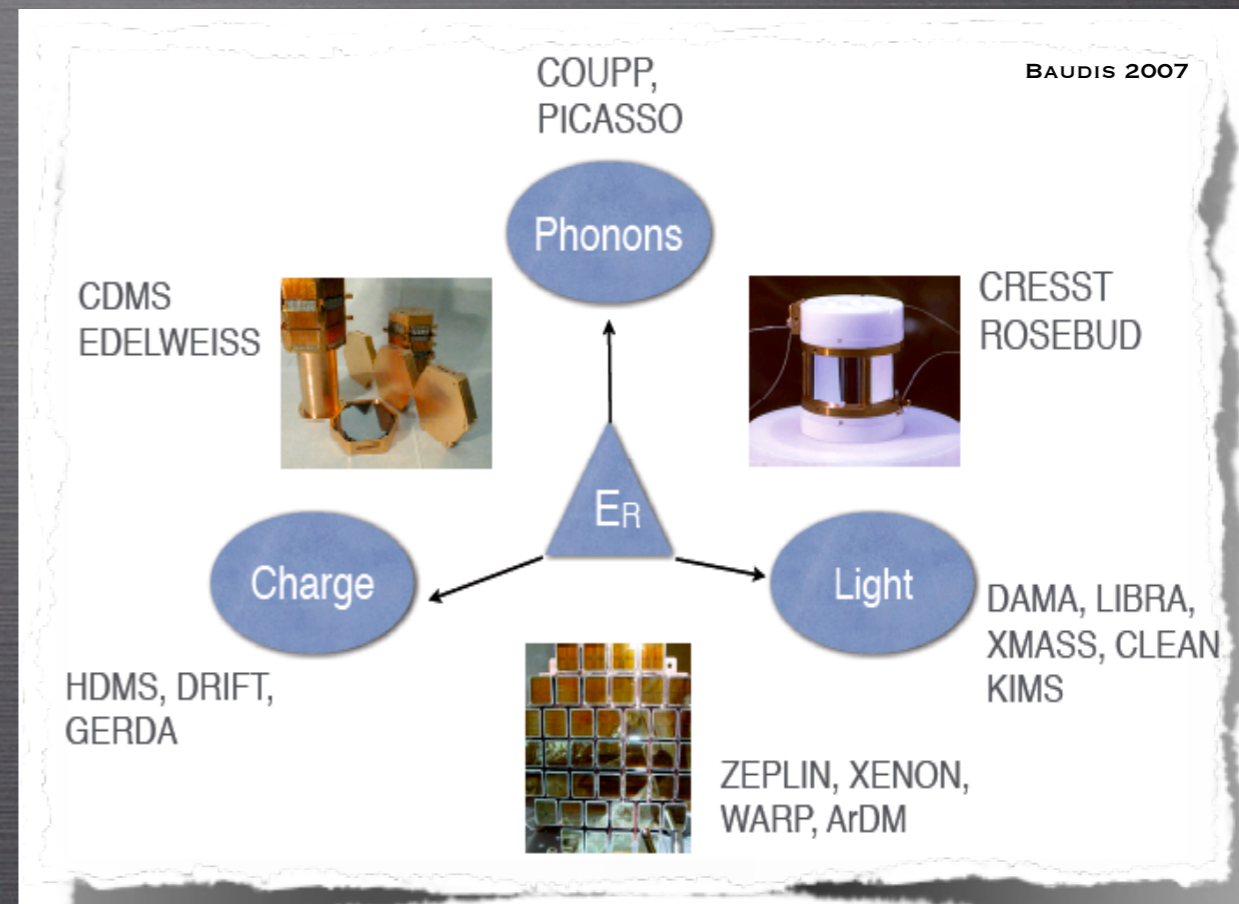 BAUDIS 2007
COUPP,
PICASSO
Phonons
CDMS
EDELWEISS
CRESST
ROSEBUD
ER
Charge
Light
HDMS, DRIFT,
GERDA
DAMA, LIBRA,
XMASS, CLEAN
KIMS
ZEPLIN, XENON,
WARP, ArDM